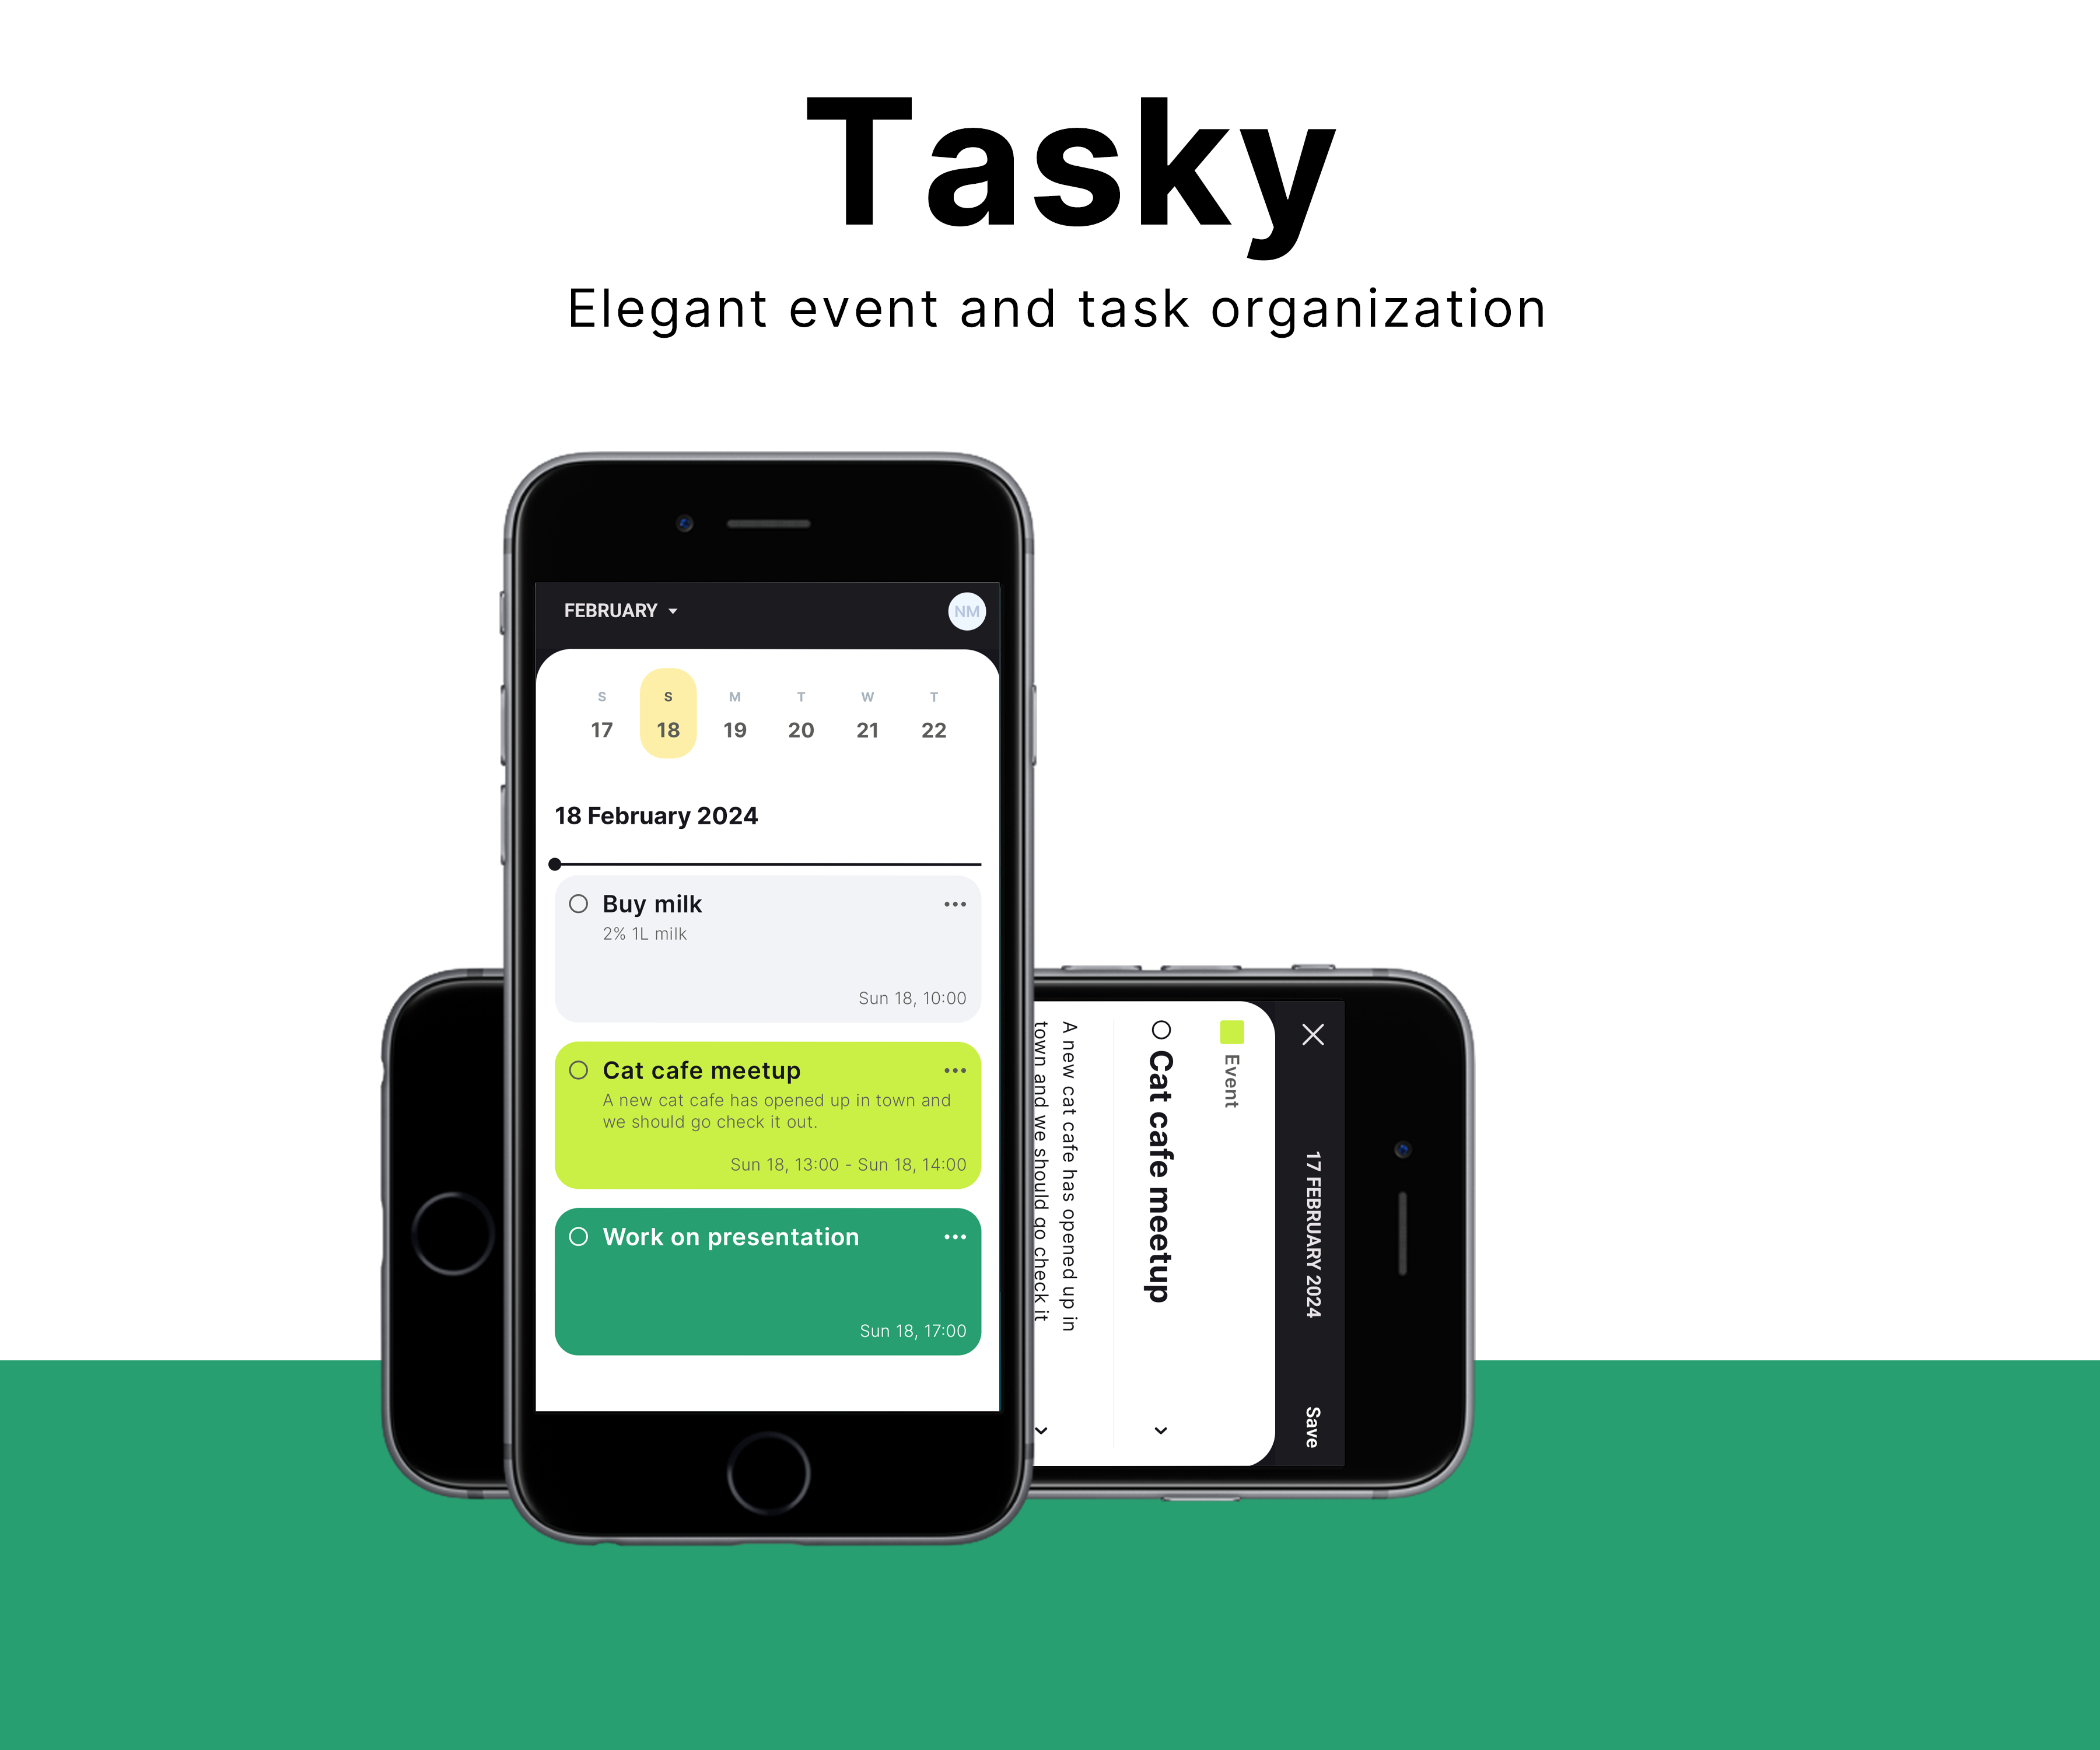 Tasky
Elegant event and task organization
FEBRUARY
NM
S S M T W T
17 18 19 20 21 22
18 February 2024
Buy milk
2% 1L milk
Sun 18, 10:00
Cat cafe meetup
A new cat cafe has opened up in town and
we should go check it out.
Sun 18, 13:00 - Sun 18, 14:00
Work on presentation
Sun 18, 17:00
17 FEBRUARY 2024
Save
Event
Cat cafe meetup
A new cat cafe has opened up in
town and we should go check it